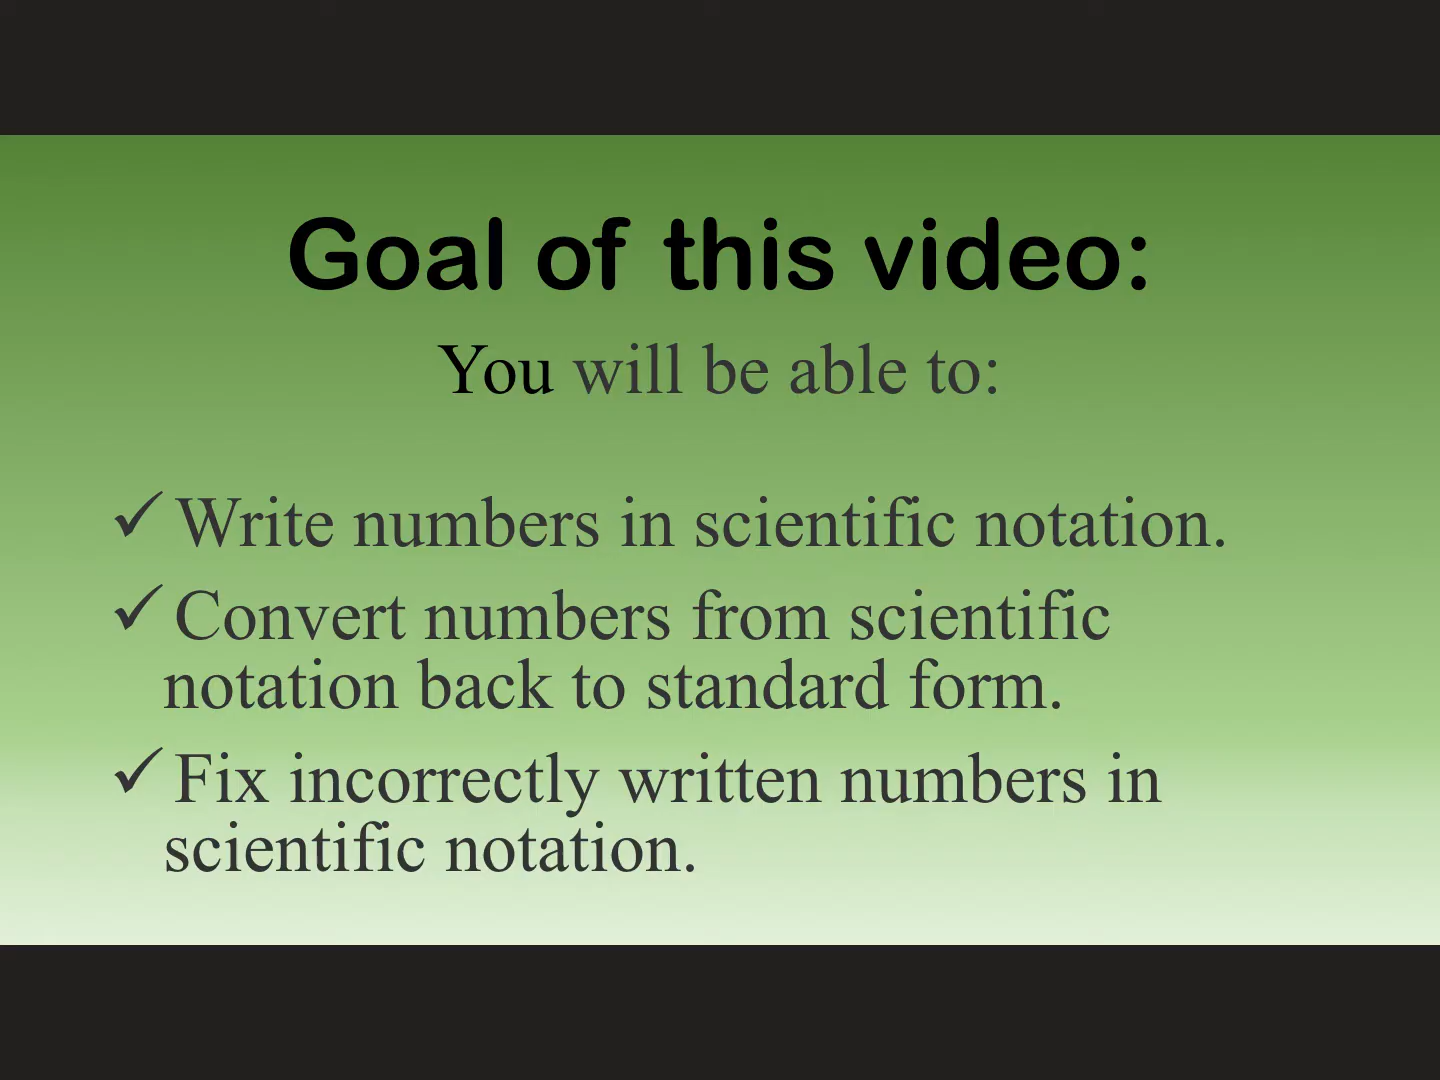 Goal of this video:
You will be able to:
✓ Write numbers in scientific notation.
✓ Convert numbers from scientific
notation back to standard form.
✓ Fix incorrectly written numbers in
scientific notation.